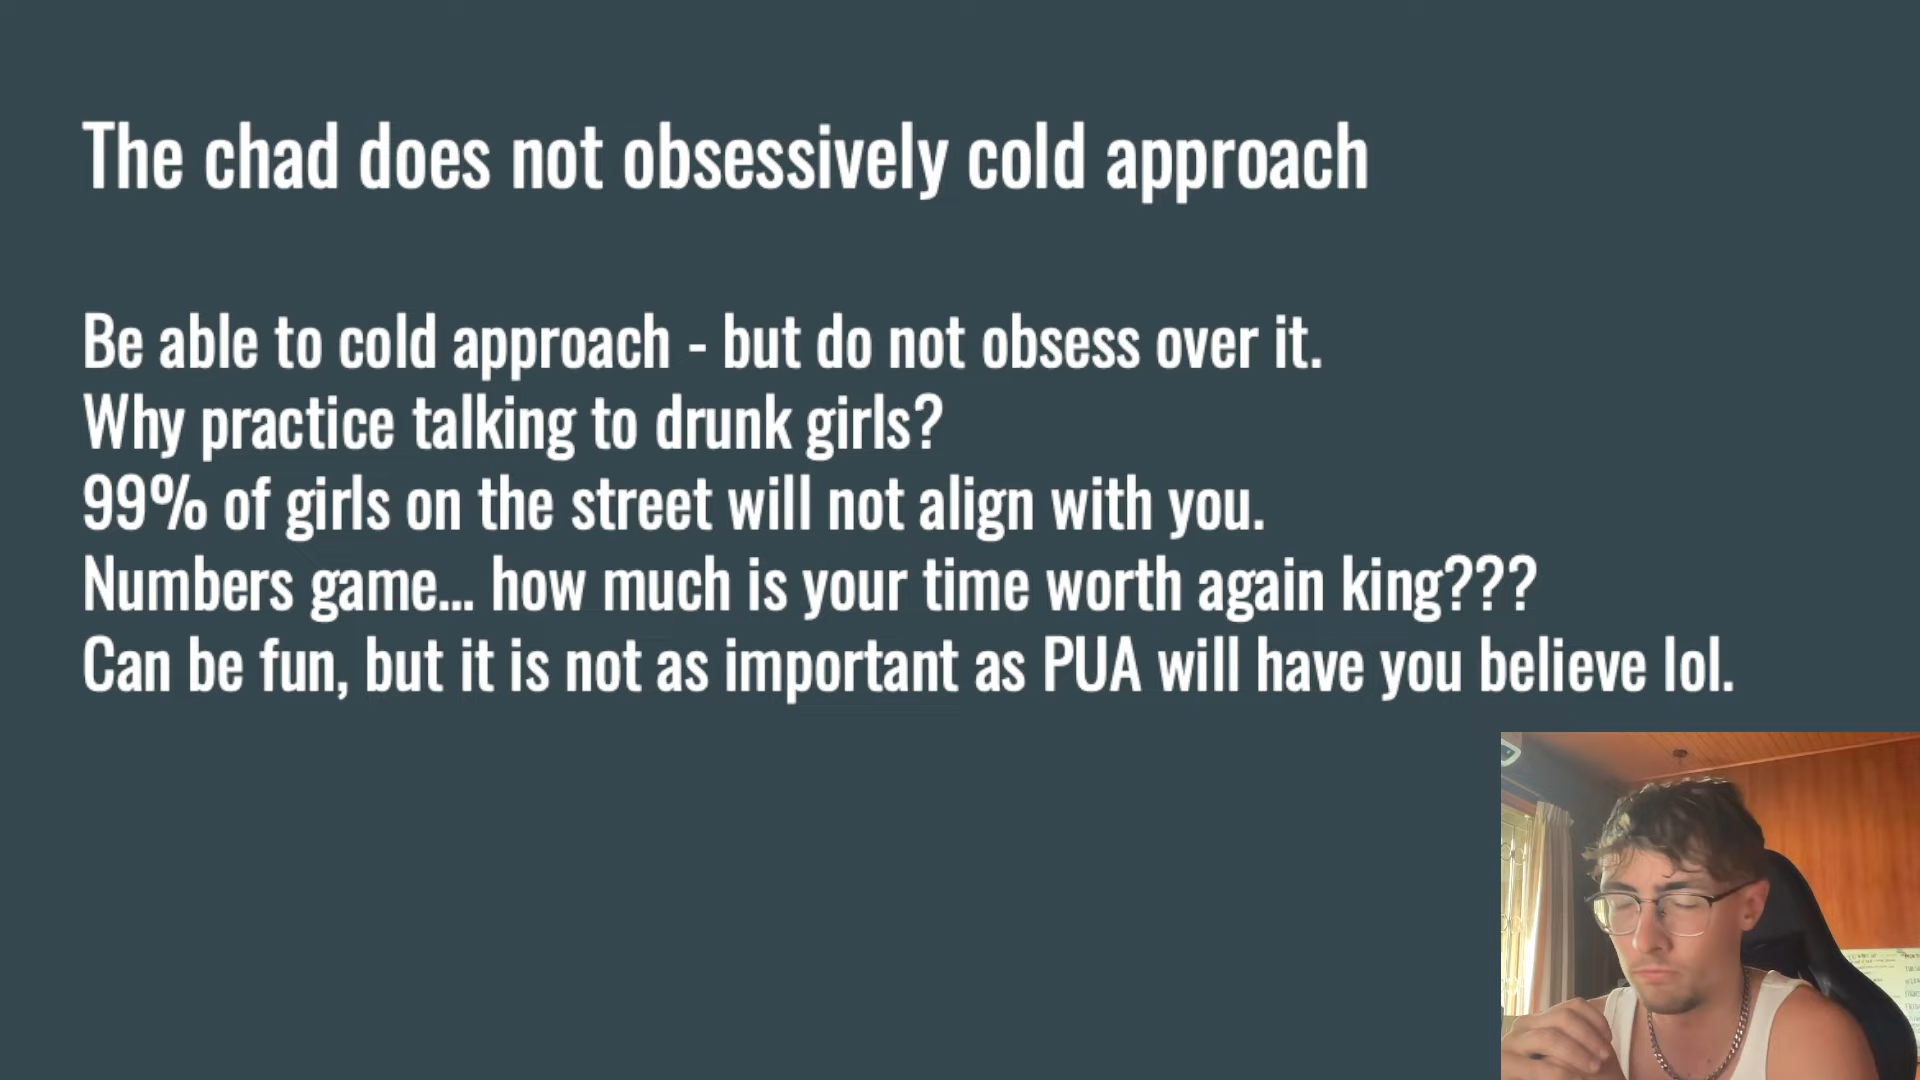 The chad does not obsessively cold approach
Be able to cold approach - but do not obsess over it.
Why practice talking to drunk girls?
99% of girls on the street will not align with you.
Numbers game... how much is your time worth again king???
Can be fun, but it is not as important as PUA will have you believe lol.